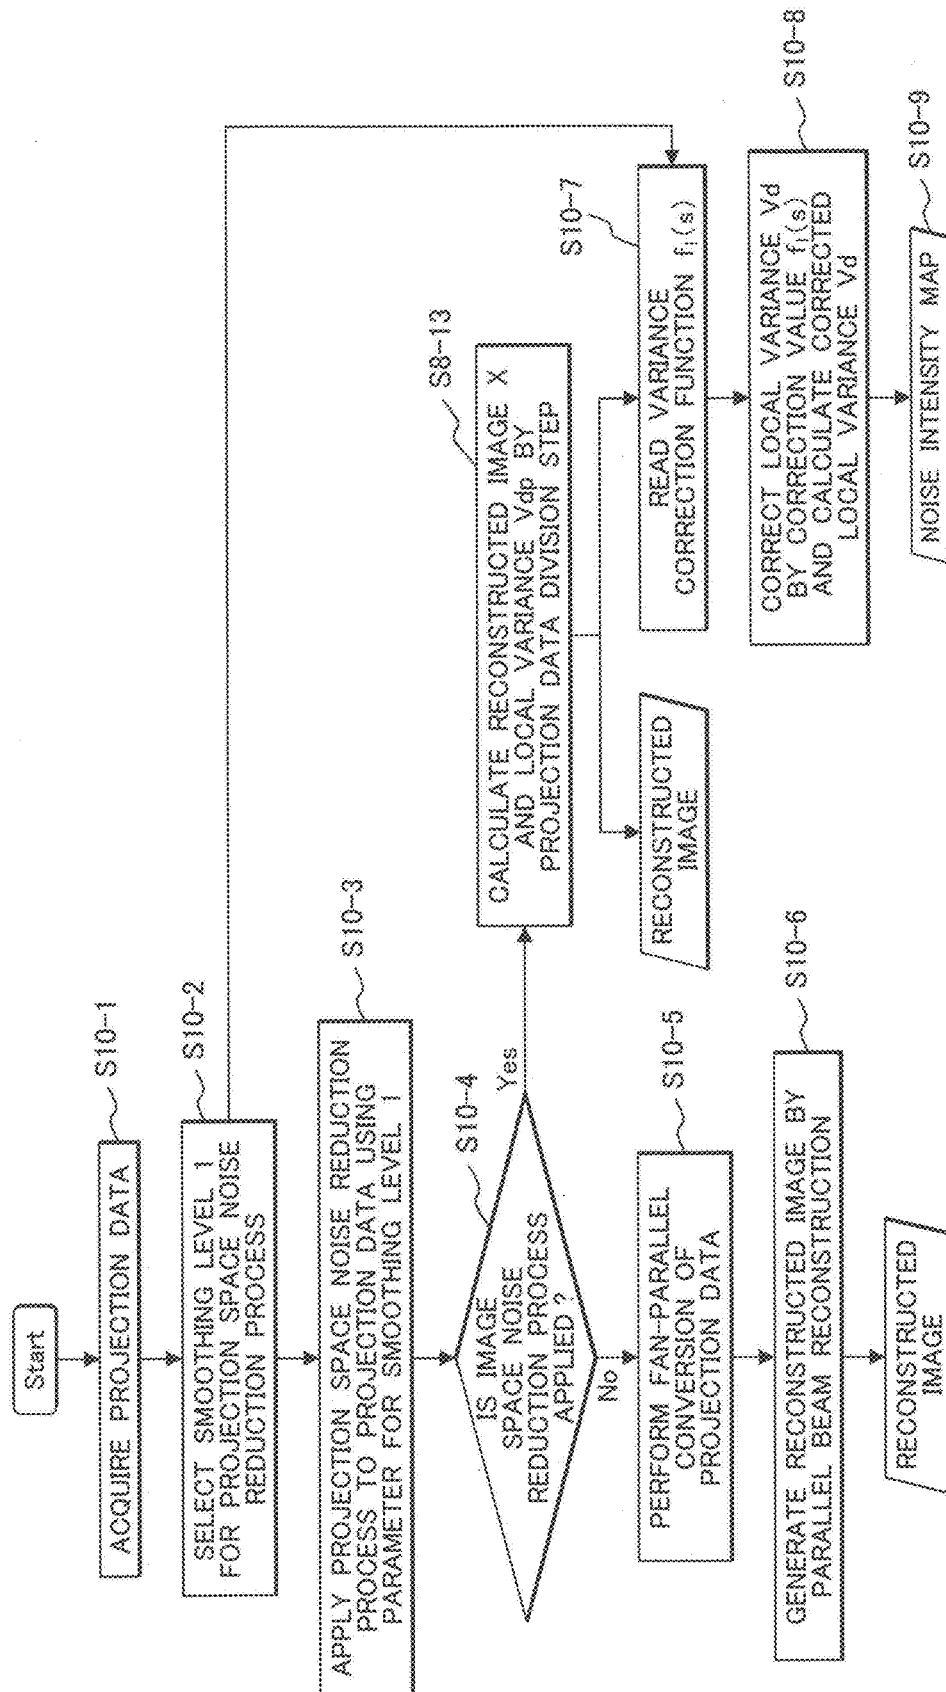 Start
ACQUIRE PROJECTION DATA
S10-1
SELECT SMOOTHING LEVEL l
FOR PROJECTION SPACE NOISE
REDUCTION PROCESS
S10-2
APPLY PROJECTION SPACE NOISE REDUCTION
PROCESS TO PROJECTION DATA USING
PARAMETER FOR SMOOTHING LEVEL l
S10-3
IS IMAGE
SPACE NOISE
REDUCTION PROCESS
APPLIED ?
S10-4
Yes
No
PERFORM FAN-PARALLEL
CONVERSION OF
PROJECTION DATA
S10-5
GENERATE RECONSTRUCTED IMAGE BY
PARALLEL BEAM RECONSTRUCTION
S10-6
RECONSTRUCTED
IMAGE
CALCULATE RECONSTRUCTED IMAGE X
AND LOCAL VARIANCE Vdp BY
PROJECTION DATA DIVISION STEP
S8-13
RECONSTRUCTED
IMAGE
READ VARIANCE
CORRECTION FUNCTION fl(s)
S10-7
CORRECT LOCAL VARIANCE Vd
BY CORRECTION VALUE fl(s)
AND CALCULATE CORRECTED
LOCAL VARIANCE Vd
S10-8
NOISE INTENSITY MAP
S10-9